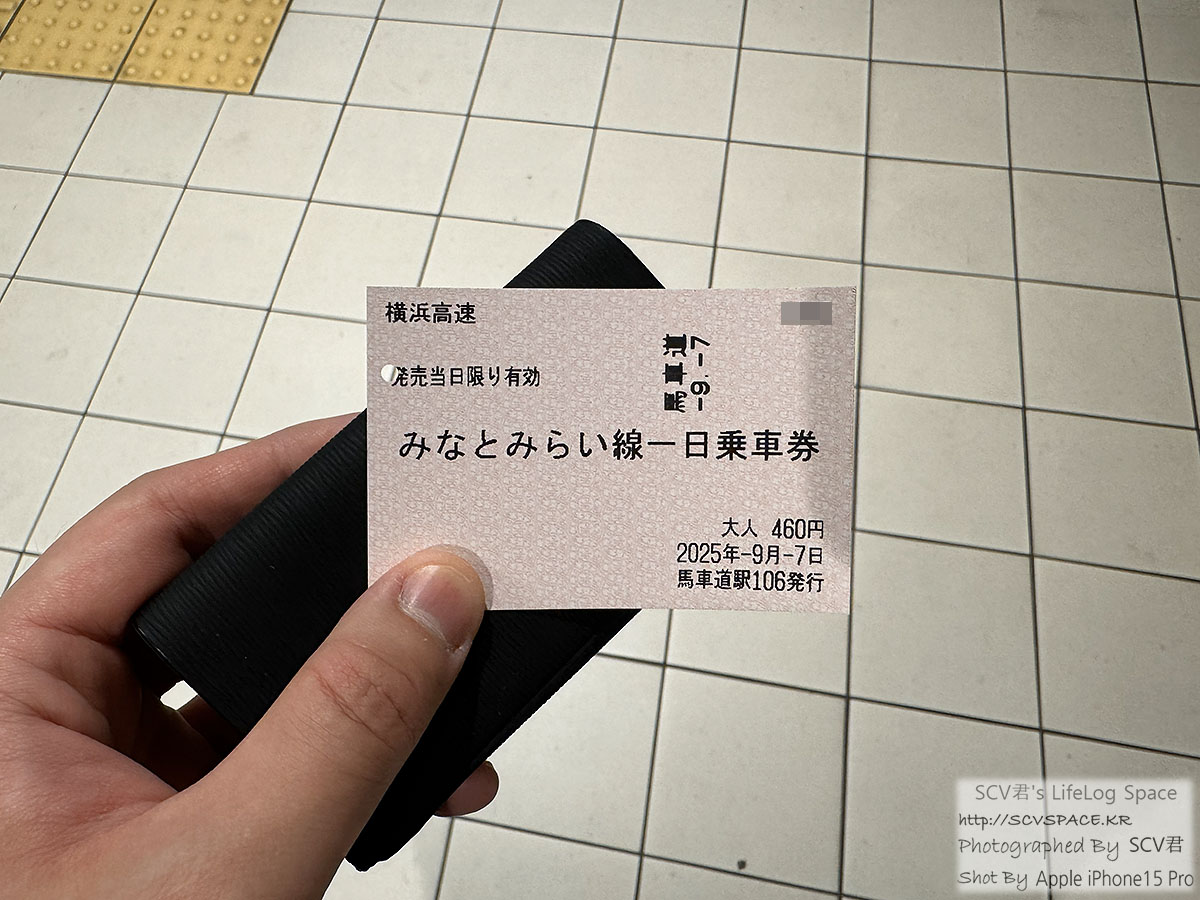 横浜高速
発売当日限り有効
馬車道
-9.-7
みなとみらい線一日乗車券
大人 460円
2025年-9月-7日
馬車道駅106発行
SCV君's LifeLog Space
http://SCVSPACE.KR
Photographed By SCV君
Shot By Apple iPhone15 Pro